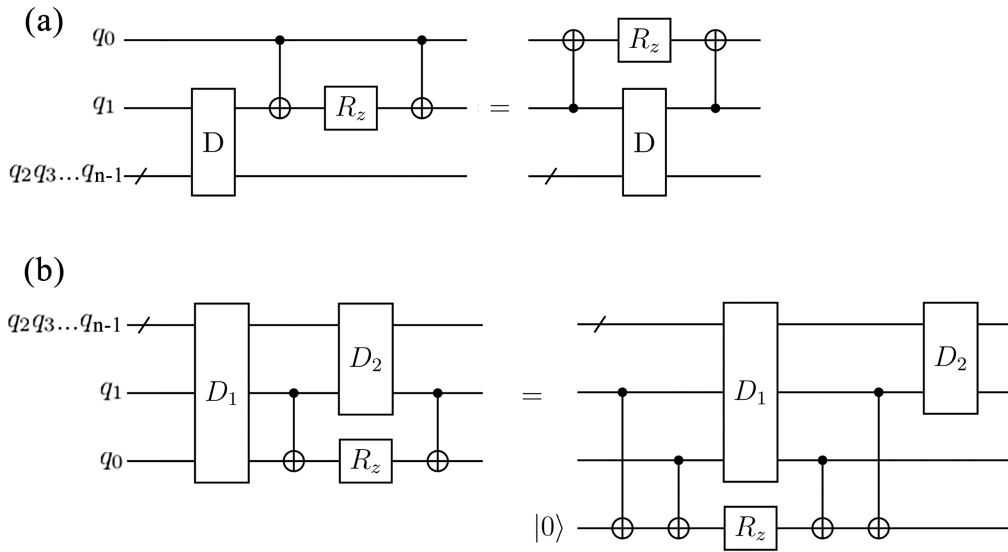 (a)
q₀ R_z
q₁ R_z =
D D
q₂q₃...qₙ₋₁
(b)
q₂q₃...qₙ₋₁
D₂ D₂
q₁ D₁ = D₁
q₀ R_z
|0⟩ R_z